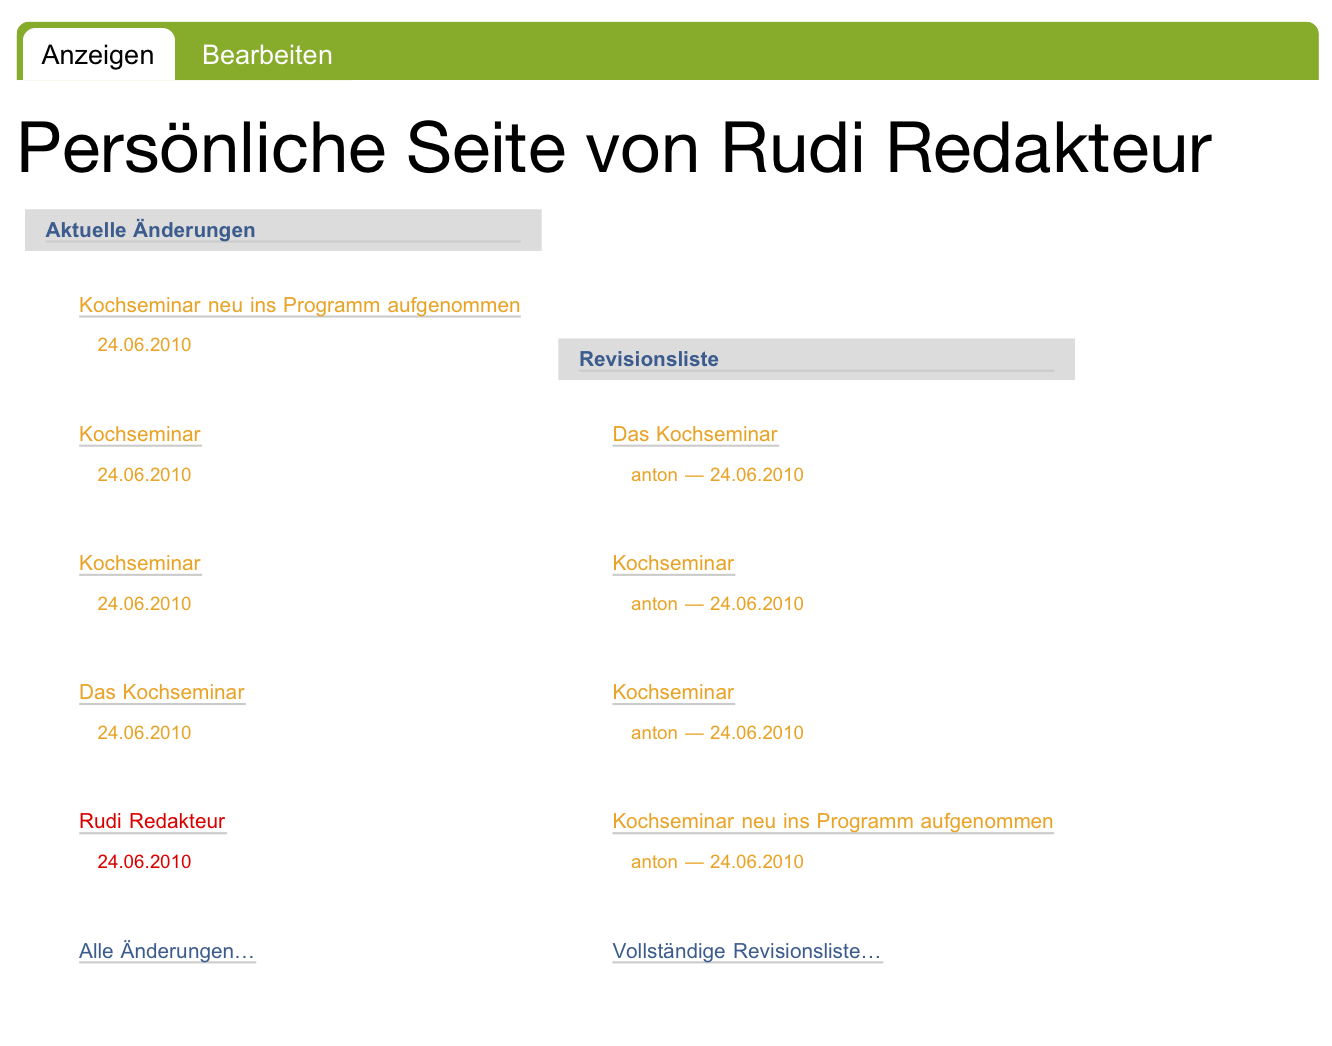 Anzeigen Bearbeiten
Persönliche Seite von Rudi Redakteur
Aktuelle Änderungen
Kochseminar neu ins Programm aufgenommen
24.06.2010
Kochseminar
24.06.2010
Kochseminar
24.06.2010
Das Kochseminar
24.06.2010
Rudi Redakteur
24.06.2010
Alle Änderungen…
Revisionsliste
Das Kochseminar
anton — 24.06.2010
Kochseminar
anton — 24.06.2010
Kochseminar
anton — 24.06.2010
Kochseminar neu ins Programm aufgenommen
anton — 24.06.2010
Vollständige Revisionsliste…